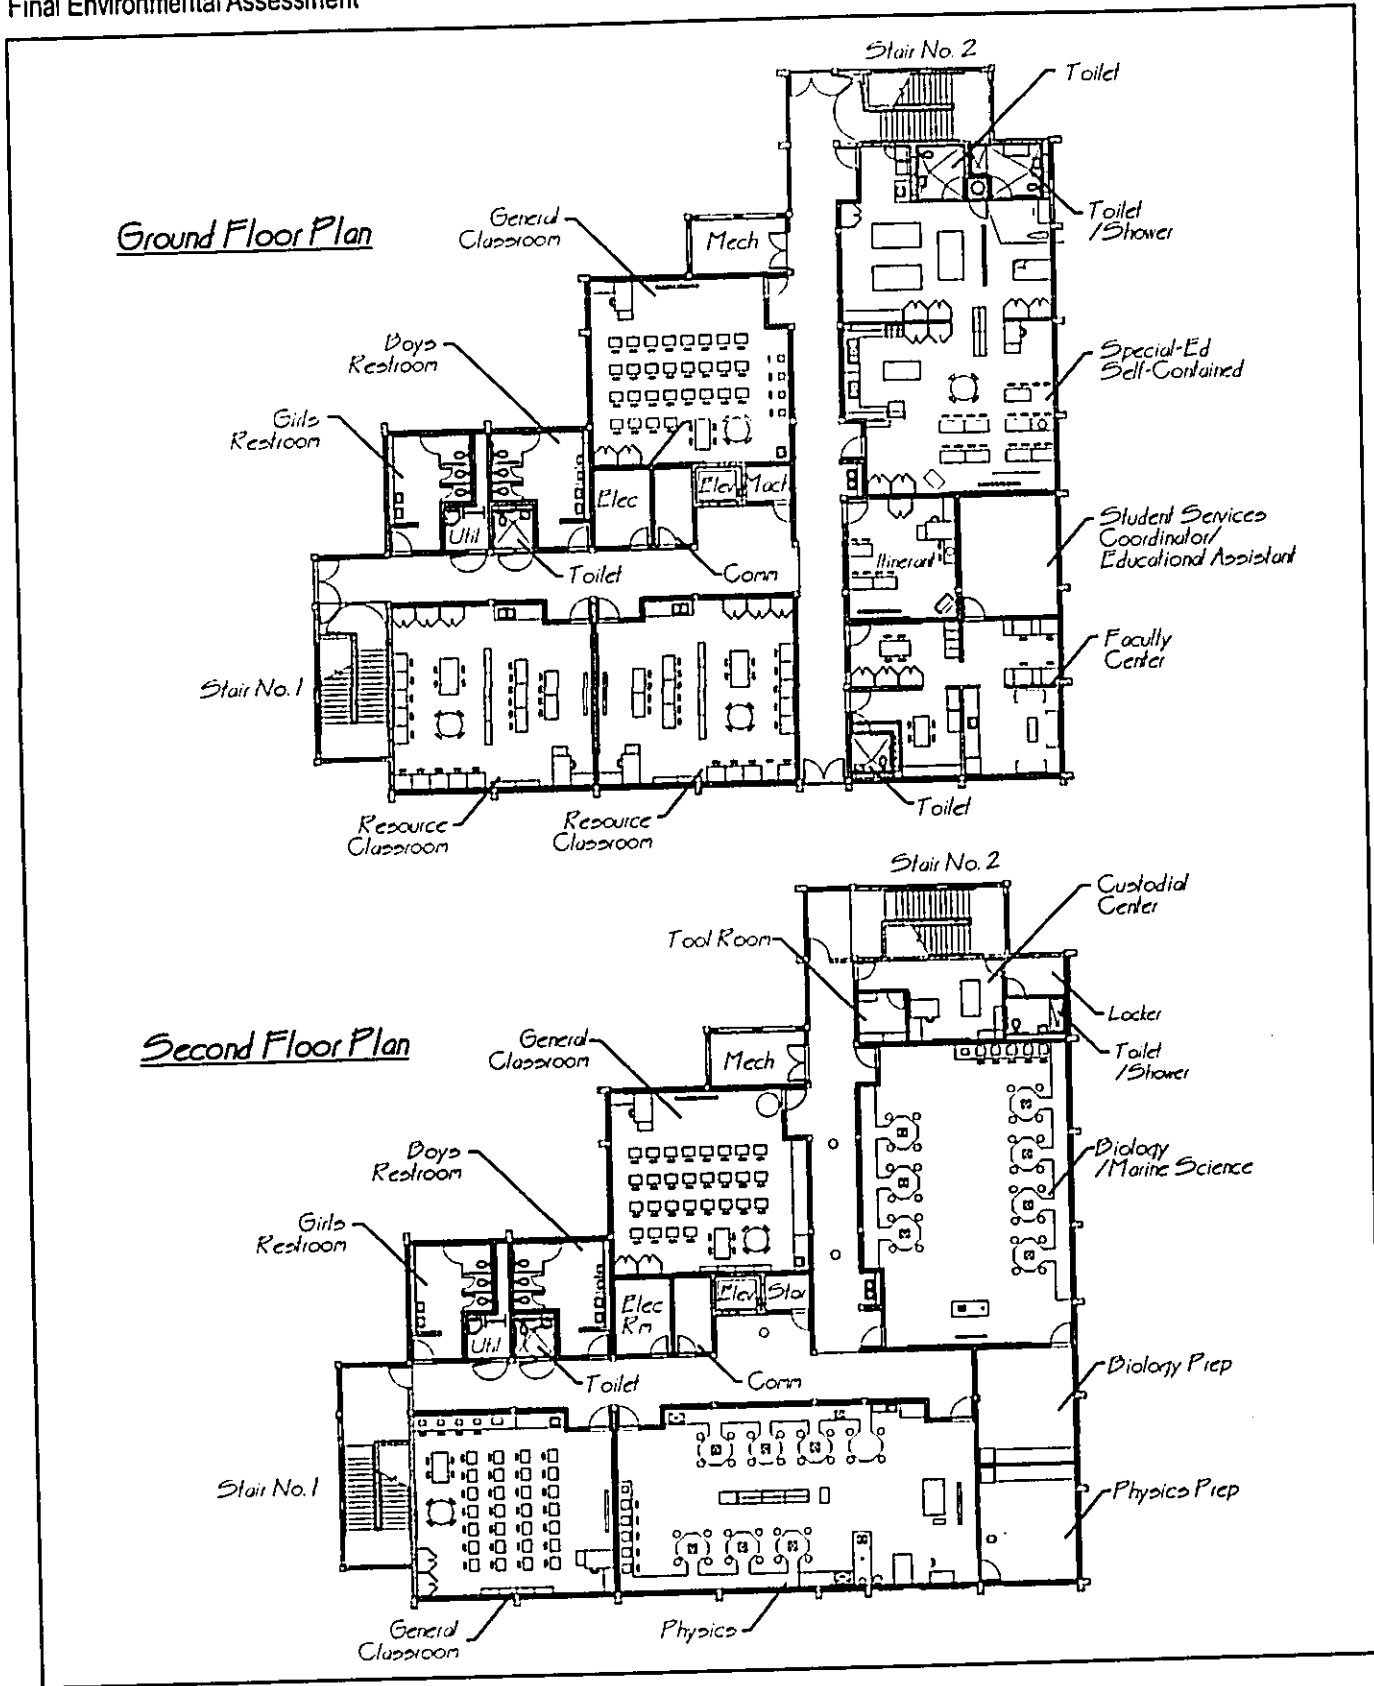 Final Environmental Assessment
Stair No. 2
Toilet
Ground Floor Plan
General
Classroom
Mech
Toilet
/Shower
Boys
Restroom
Special-Ed
Self-Contained
Girls
Restroom
Elec
Elev
Mach
Util
Student Services
Coordinator/
Educational Assistant
Itinerant
Toilet
Comm
Faculty
Center
Stair No. 1
Resource
Classroom
Resource
Classroom
Toilet
Stair No. 2
Custodial
Center
Tool Room
Second Floor Plan
General
Classroom
Mech
Locker
Toilet
/Shower
Boys
Restroom
Biology
/Marine Science
Girls
Restroom
Elec
Rm
Elev
Stor
Util
Toilet
Comm
Biology Prep
Stair No. 1
Physics Prep
General
Classroom
Physics